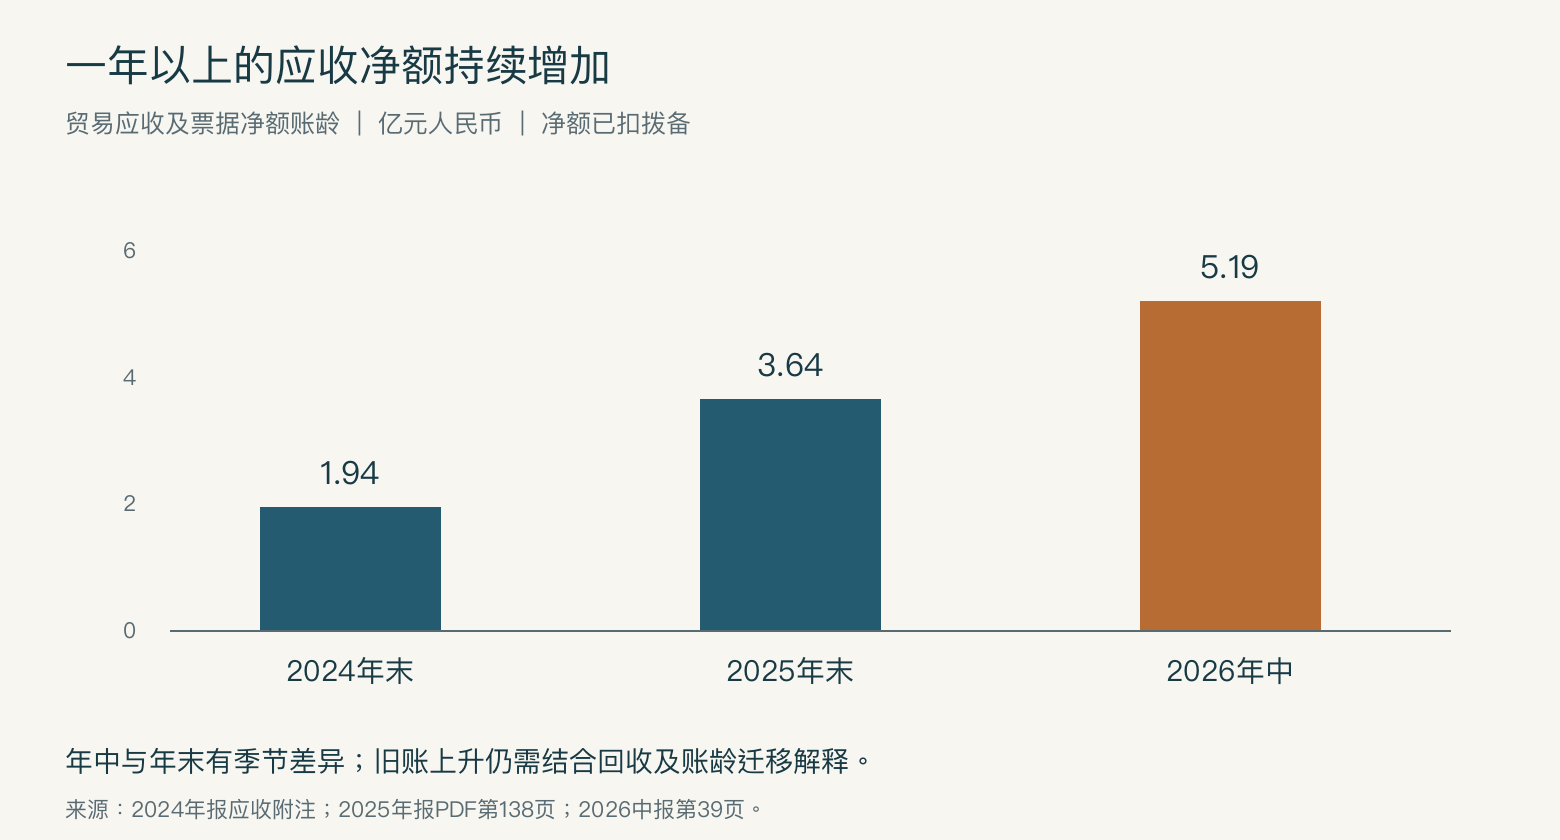 一年以上的应收净额持续增加
贸易应收及票据净额账龄 ｜ 亿元人民币 ｜ 净额已扣拨备
6
5.19
4
3.64
2
1.94
0
2024年末 2025年末 2026年中
年中与年末有季节差异；旧账上升仍需结合回收及账龄迁移解释。
来源：2024年报应收附注；2025年报PDF第138页；2026中报第39页。